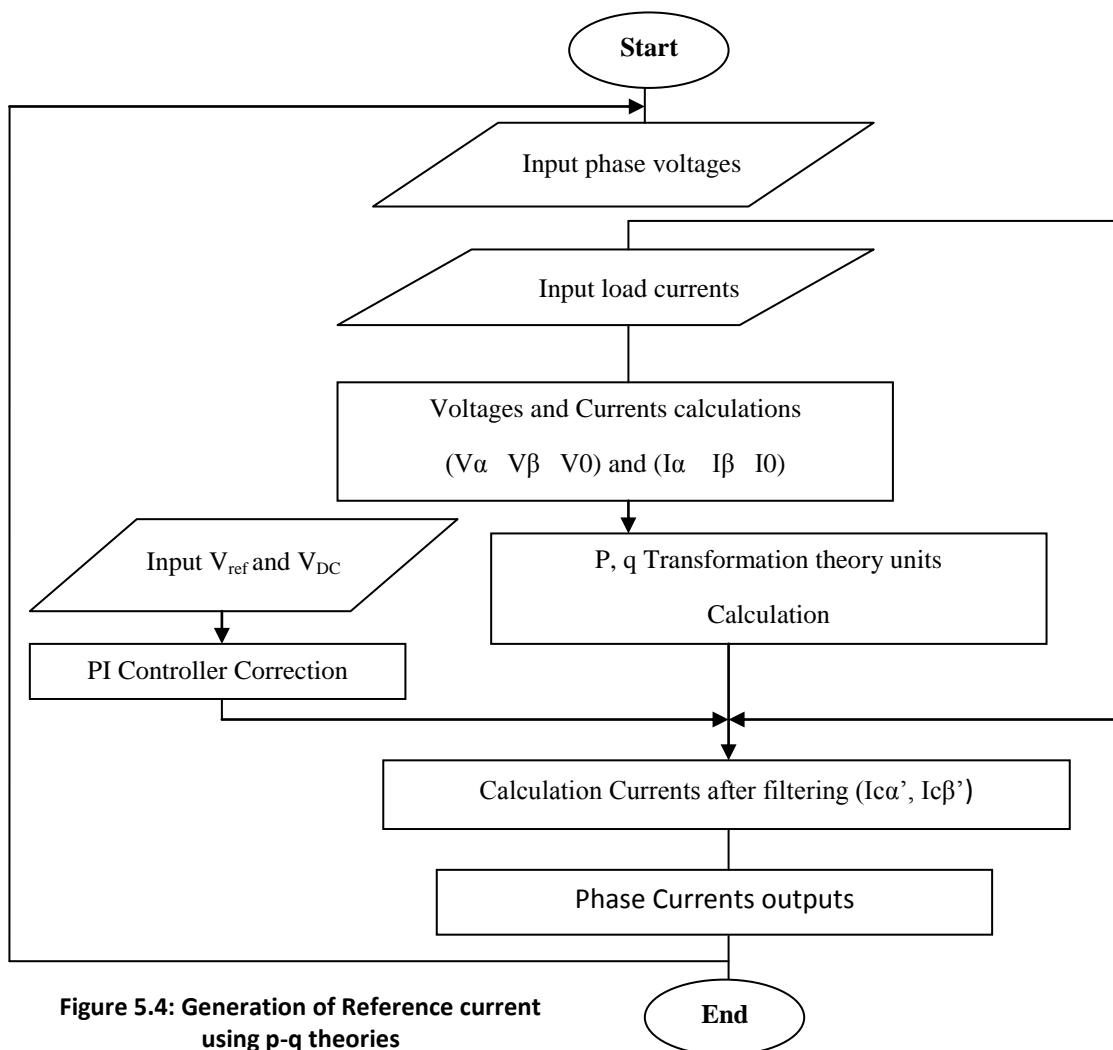 Start
Input phase voltages
Input load currents
Voltages and Currents calculations
(Vα Vβ V0) and (Iα Iβ I0)
Input Vref and VDC
P, q Transformation theory units
Calculation
PI Controller Correction
Calculation Currents after filtering (Icα’, Icβ’)
Phase Currents outputs
End
Figure 5.4: Generation of Reference current
using p-q theories